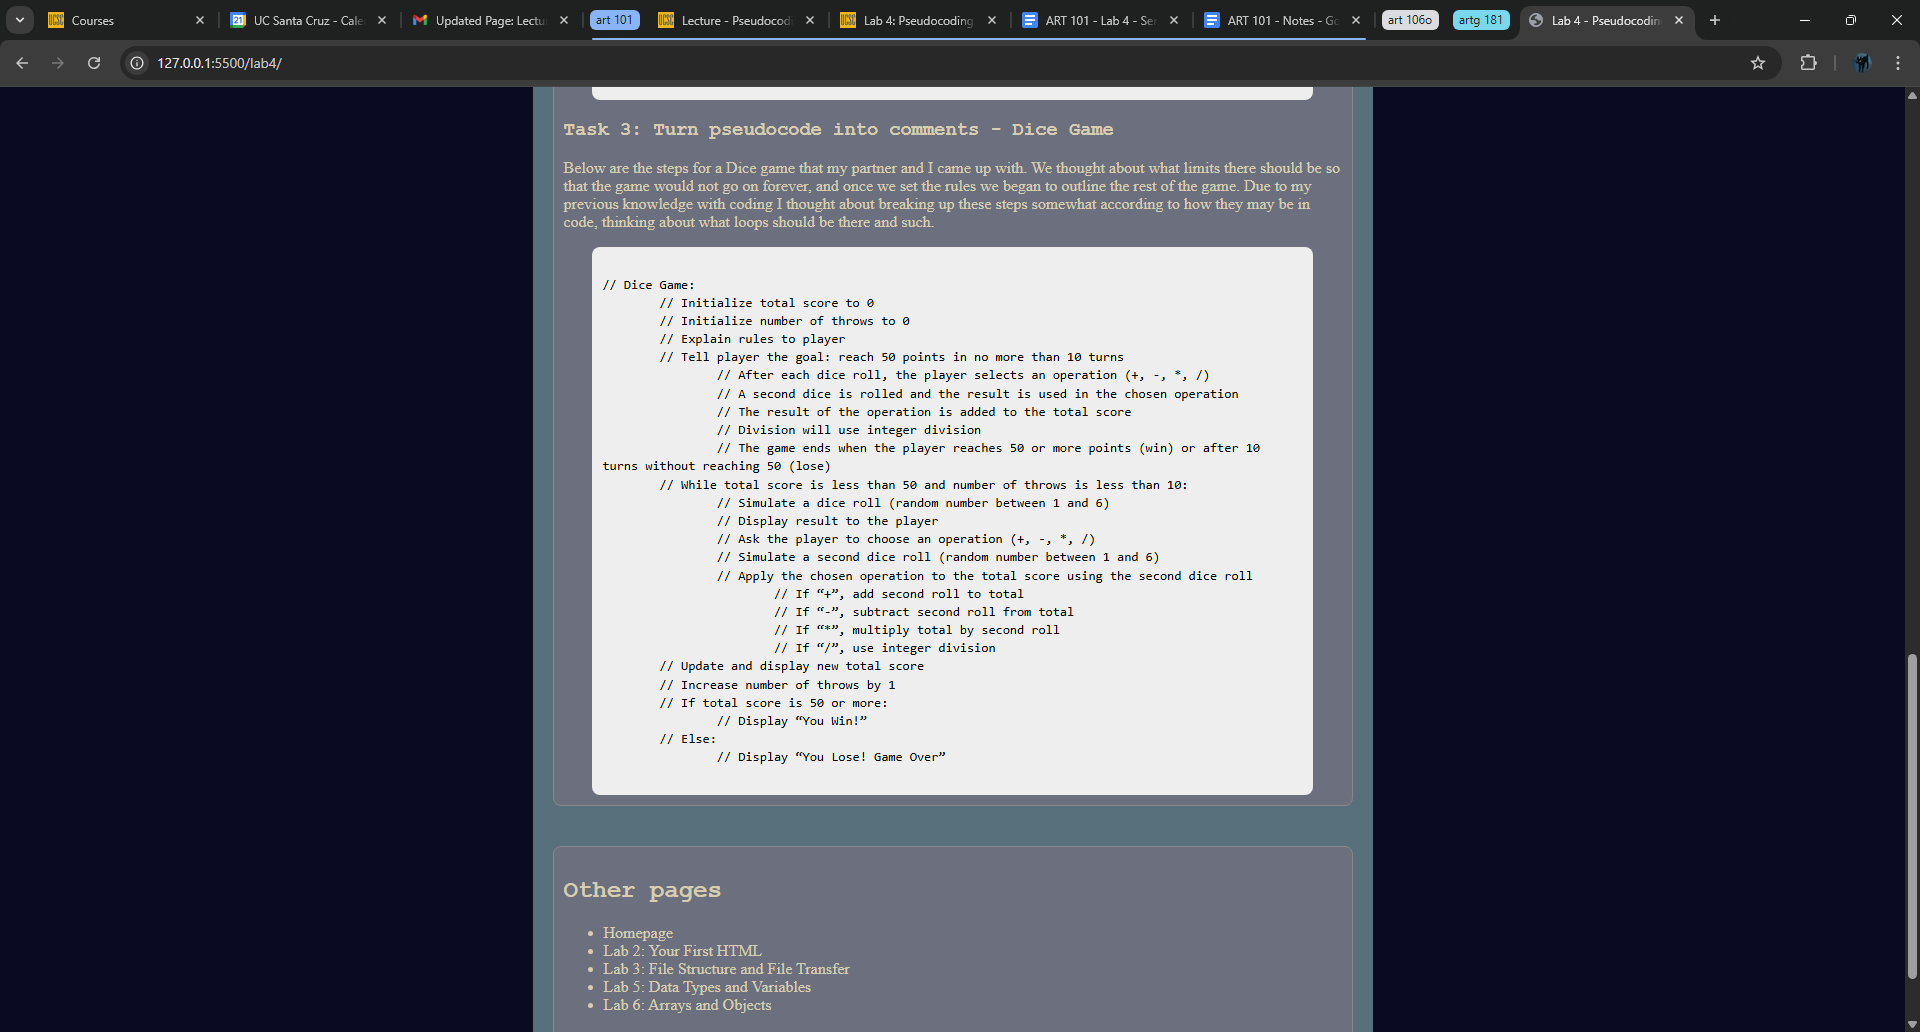 Courses
21 UC Santa Cruz - Cale
Updated Page: Lectu
art 101
UCSC Lecture - Pseudocodi
UCSC Lab 4: Pseudocoding
ART 101 - Lab 4 - Ser
ART 101 - Notes - Go
art 106o
artg 181
Lab 4 - Pseudocodin
127.0.0.1:5500/lab4/
Task 3: Turn pseudocode into comments - Dice Game
Below are the steps for a Dice game that my partner and I came up with. We thought about what limits there should be so
that the game would not go on forever, and once we set the rules we began to outline the rest of the game. Due to my
previous knowledge with coding I thought about breaking up these steps somewhat according to how they may be in
code, thinking about what loops should be there and such.
// Dice Game:
// Initialize total score to 0
// Initialize number of throws to 0
// Explain rules to player
// Tell player the goal: reach 50 points in no more than 10 turns
// After each dice roll, the player selects an operation (+, -, *, /)
// A second dice is rolled and the result is used in the chosen operation
// The result of the operation is added to the total score
// Division will use integer division
// The game ends when the player reaches 50 or more points (win) or after 10
turns without reaching 50 (lose)
// While total score is less than 50 and number of throws is less than 10:
// Simulate a dice roll (random number between 1 and 6)
// Display result to the player
// Ask the player to choose an operation (+, -, *, /)
// Simulate a second dice roll (random number between 1 and 6)
// Apply the chosen operation to the total score using the second dice roll
// If “+”, add second roll to total
// If “-”, subtract second roll from total
// If “*”, multiply total by second roll
// If “/”, use integer division
// Update and display new total score
// Increase number of throws by 1
// If total score is 50 or more:
// Display “You Win!”
// Else:
// Display “You Lose! Game Over”
Other pages
• Homepage
• Lab 2: Your First HTML
• Lab 3: File Structure and File Transfer
• Lab 5: Data Types and Variables
• Lab 6: Arrays and Objects